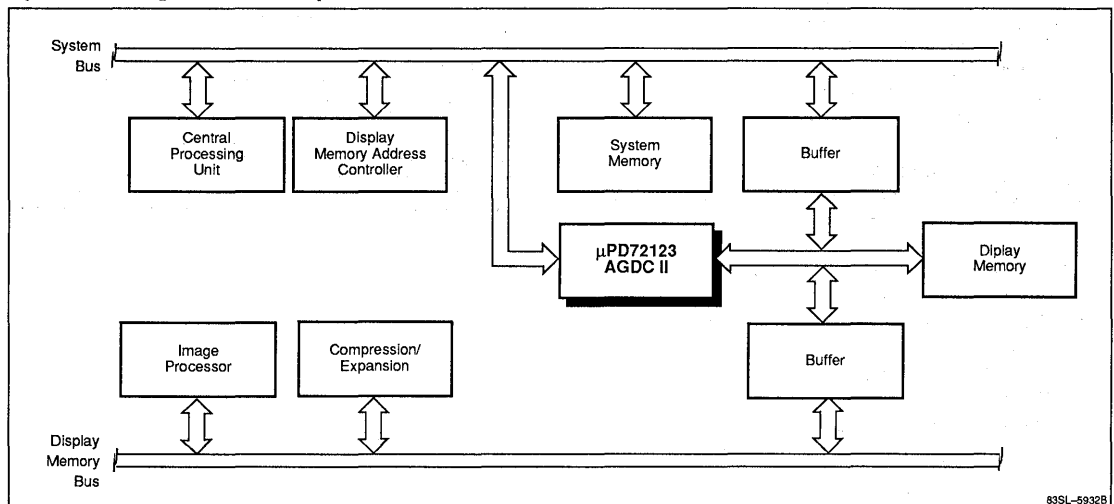 System
Bus
Central
Processing
Unit
Display
Memory Address
Controller
System
Memory
Buffer
μPD72123
AGDC II
Diplay
Memory
Image
Processor
Compression/
Expansion
Buffer
Display
Memory
Bus
83SL-5932B